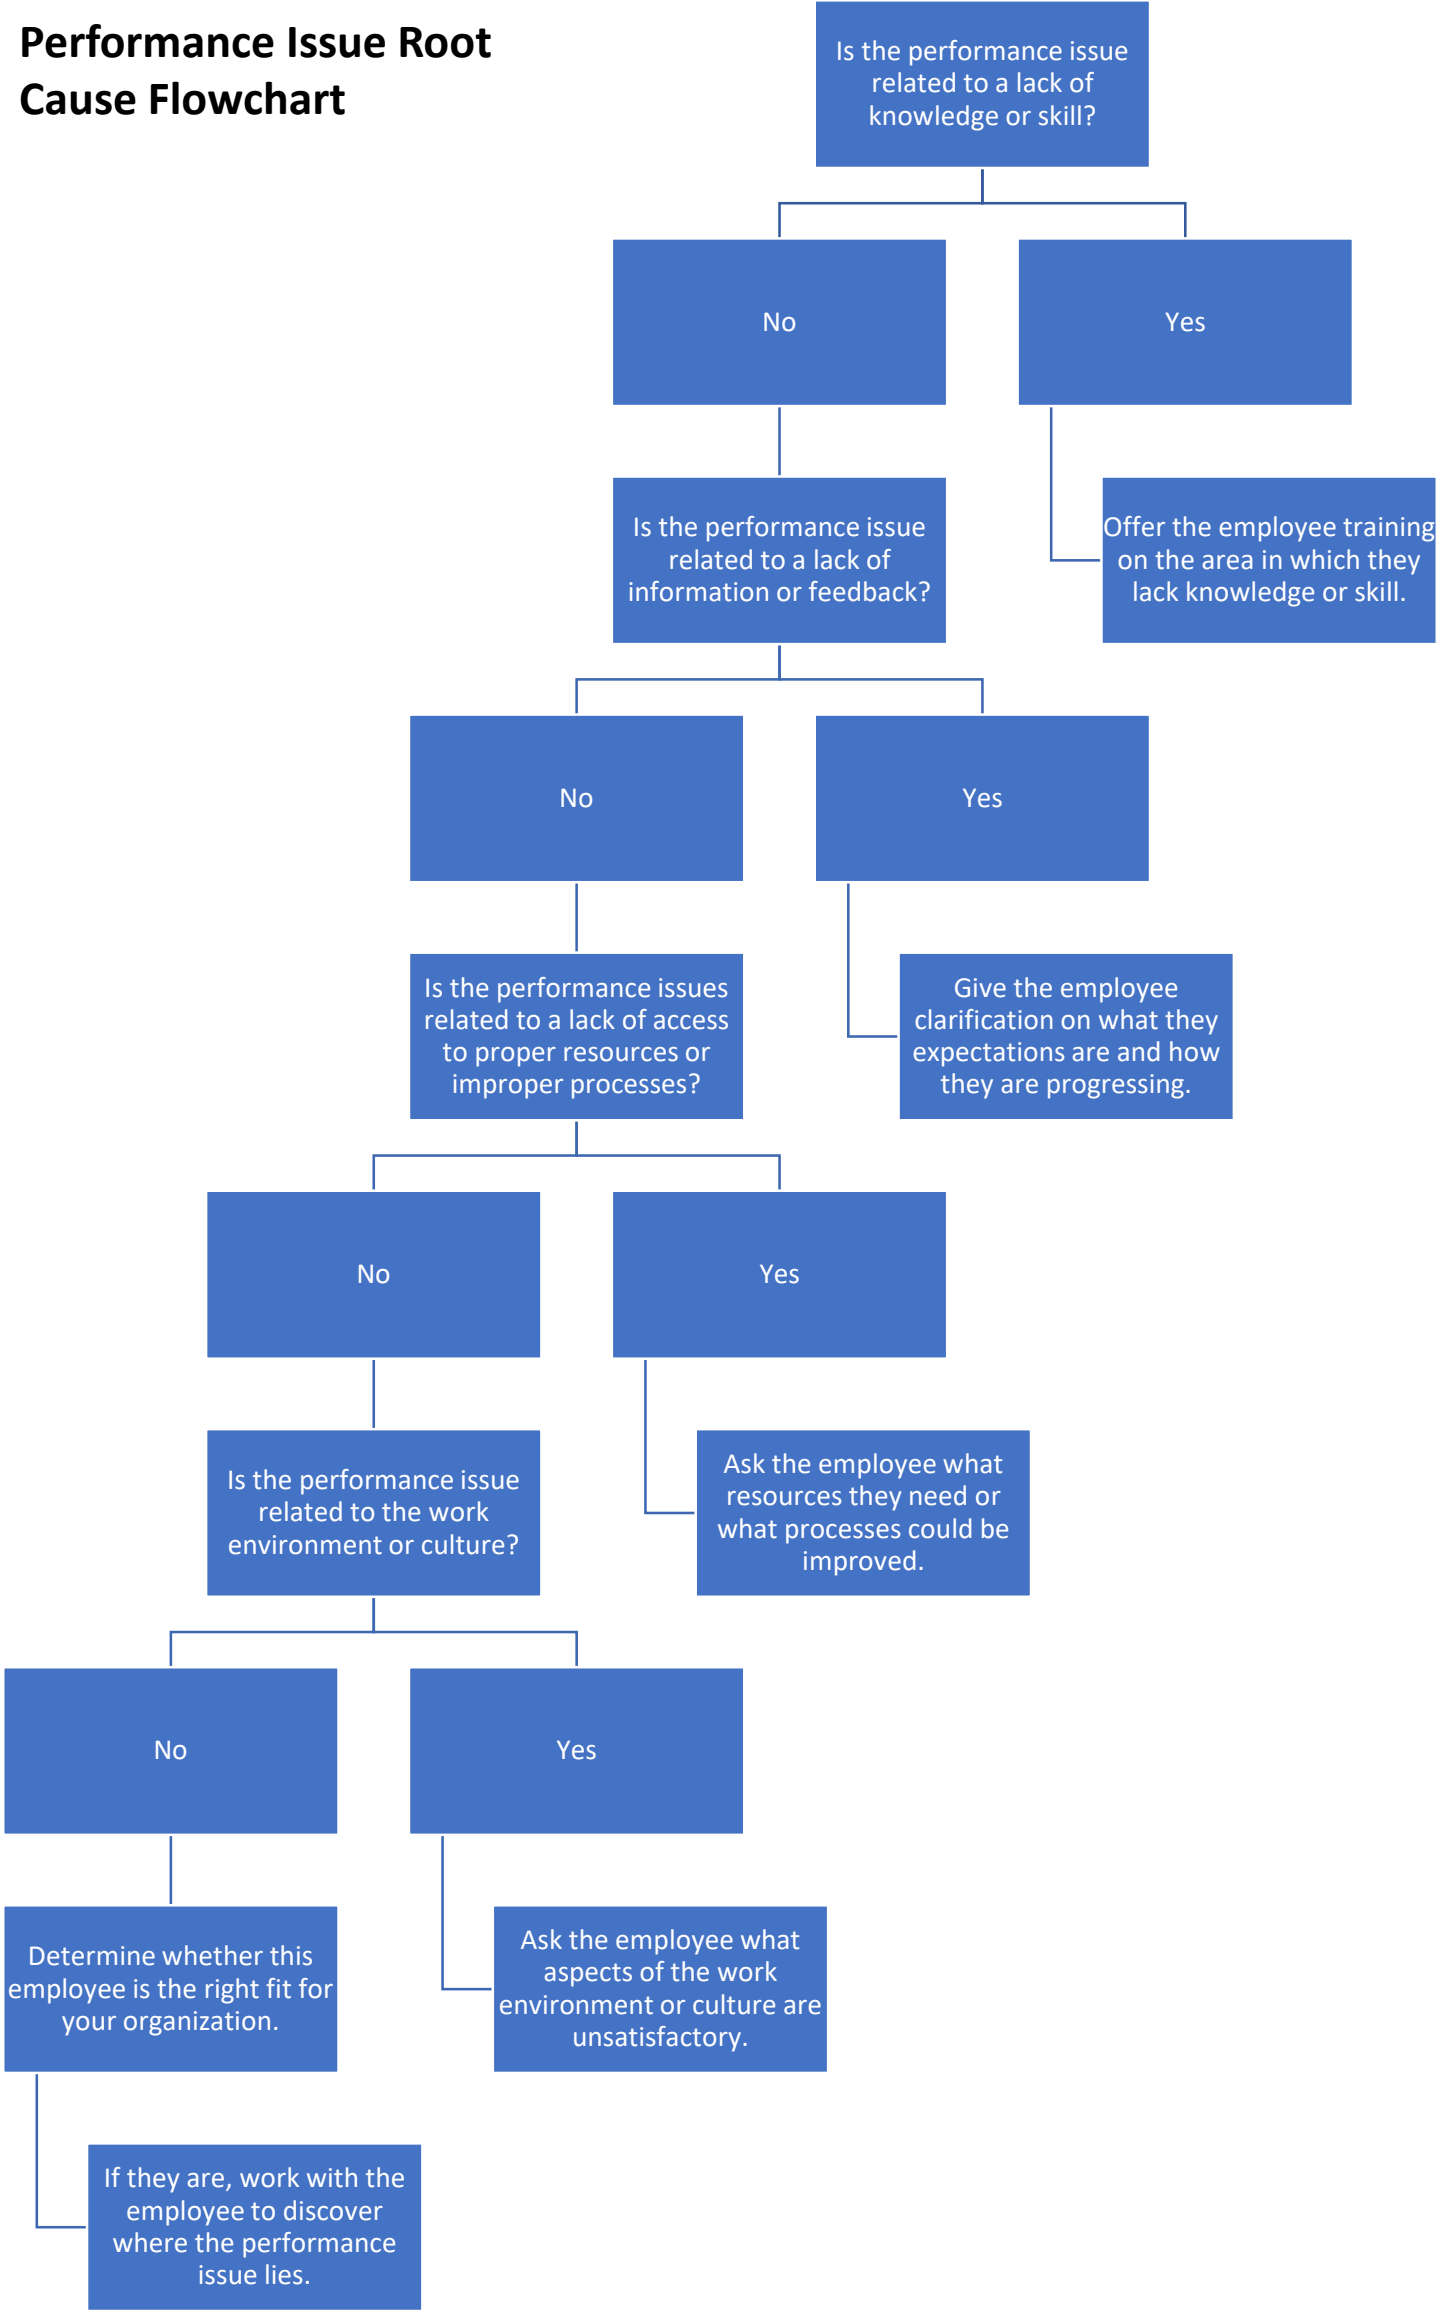 Performance Issue Root
Cause Flowchart
Is the performance issue
related to a lack of
knowledge or skill?
No
Yes
Is the performance issue
related to a lack of
information or feedback?
Offer the employee training
on the area in which they
lack knowledge or skill.
No
Yes
Is the performance issues
related to a lack of access
to proper resources or
improper processes?
Give the employee
clarification on what they
expectations are and how
they are progressing.
No
Yes
Is the performance issue
related to the work
environment or culture?
Ask the employee what
resources they need or
what processes could be
improved.
No
Yes
Determine whether this
employee is the right fit for
your organization.
Ask the employee what
aspects of the work
environment or culture are
unsatisfactory.
If they are, work with the
employee to discover
where the performance
issue lies.